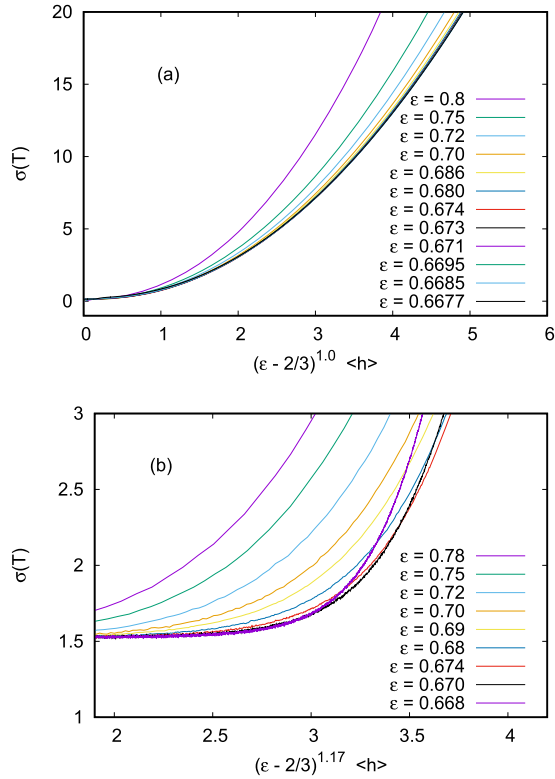 20
(a)
15
ε = 0.8
ε = 0.75
ε = 0.72
σ(T)
10
ε = 0.70
ε = 0.686
ε = 0.680
ε = 0.674
5
ε = 0.673
ε = 0.671
ε = 0.6695
ε = 0.6685
0
ε = 0.6677
0 1 2 3 4 5 6
(ε - 2/3)^1.0 <h>
3
(b)
2.5
σ(T)
2
ε = 0.78
ε = 0.75
ε = 0.72
1.5
ε = 0.70
ε = 0.69
ε = 0.68
ε = 0.674
ε = 0.670
1
ε = 0.668
2 2.5 3 3.5 4
(ε - 2/3)^1.17 <h>